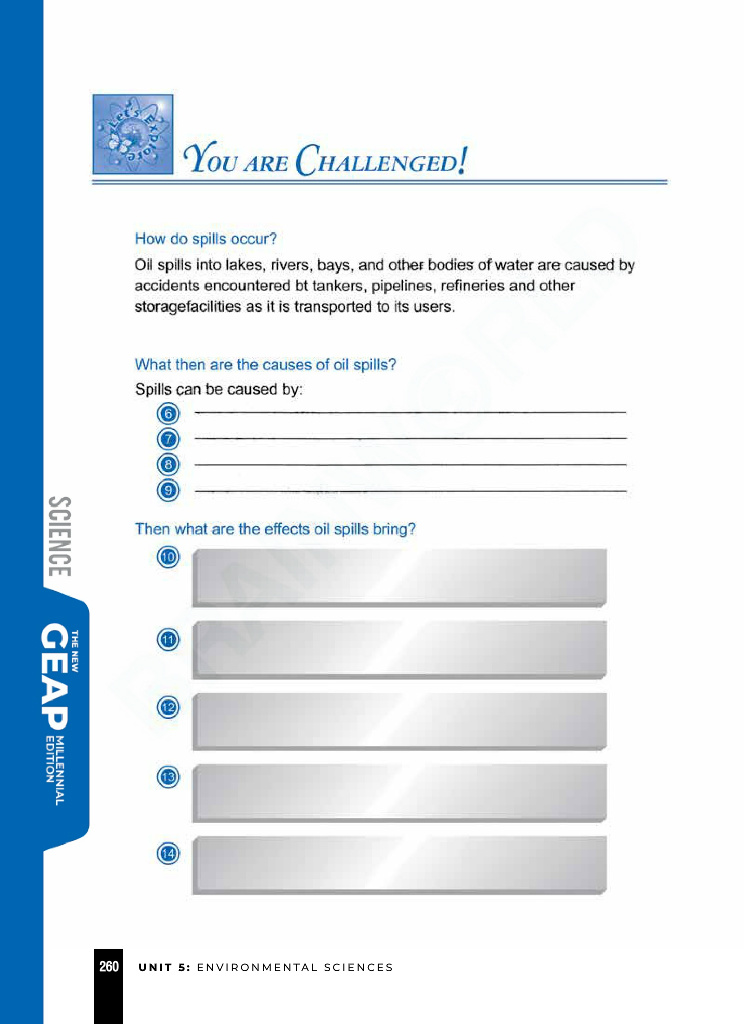 Let's Explore
YOU ARE CHALLENGED!
How do spills occur?
Oil spills into lakes, rivers, bays, and other bodies of water are caused by
accidents encountered bt tankers, pipelines, refineries and other
storagefacilities as it is transported to its users.
What then are the causes of oil spills?
Spills can be caused by:
6
7
8
9
Then what are the effects oil spills bring?
10
11
12
13
14
SCIENCE
THE NEW
GEAP
MILLENNIAL
EDITION
260 UNIT 5: ENVIRONMENTAL SCIENCES